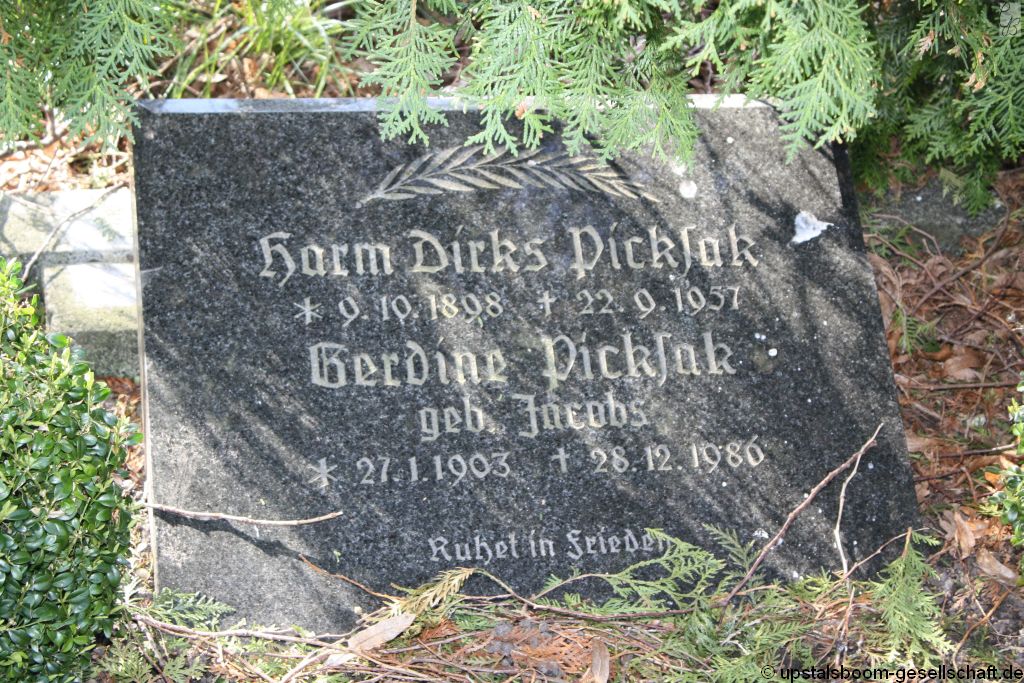 Harm Dirks Pickſak
* 9.10.1898 † 22.9.1957
Gerdine Pickſak
geb. Jacobs
* 27.1.1903 † 28.12.1986
Ruhet in Frieden
© upstalsboom-gesellschaft.de